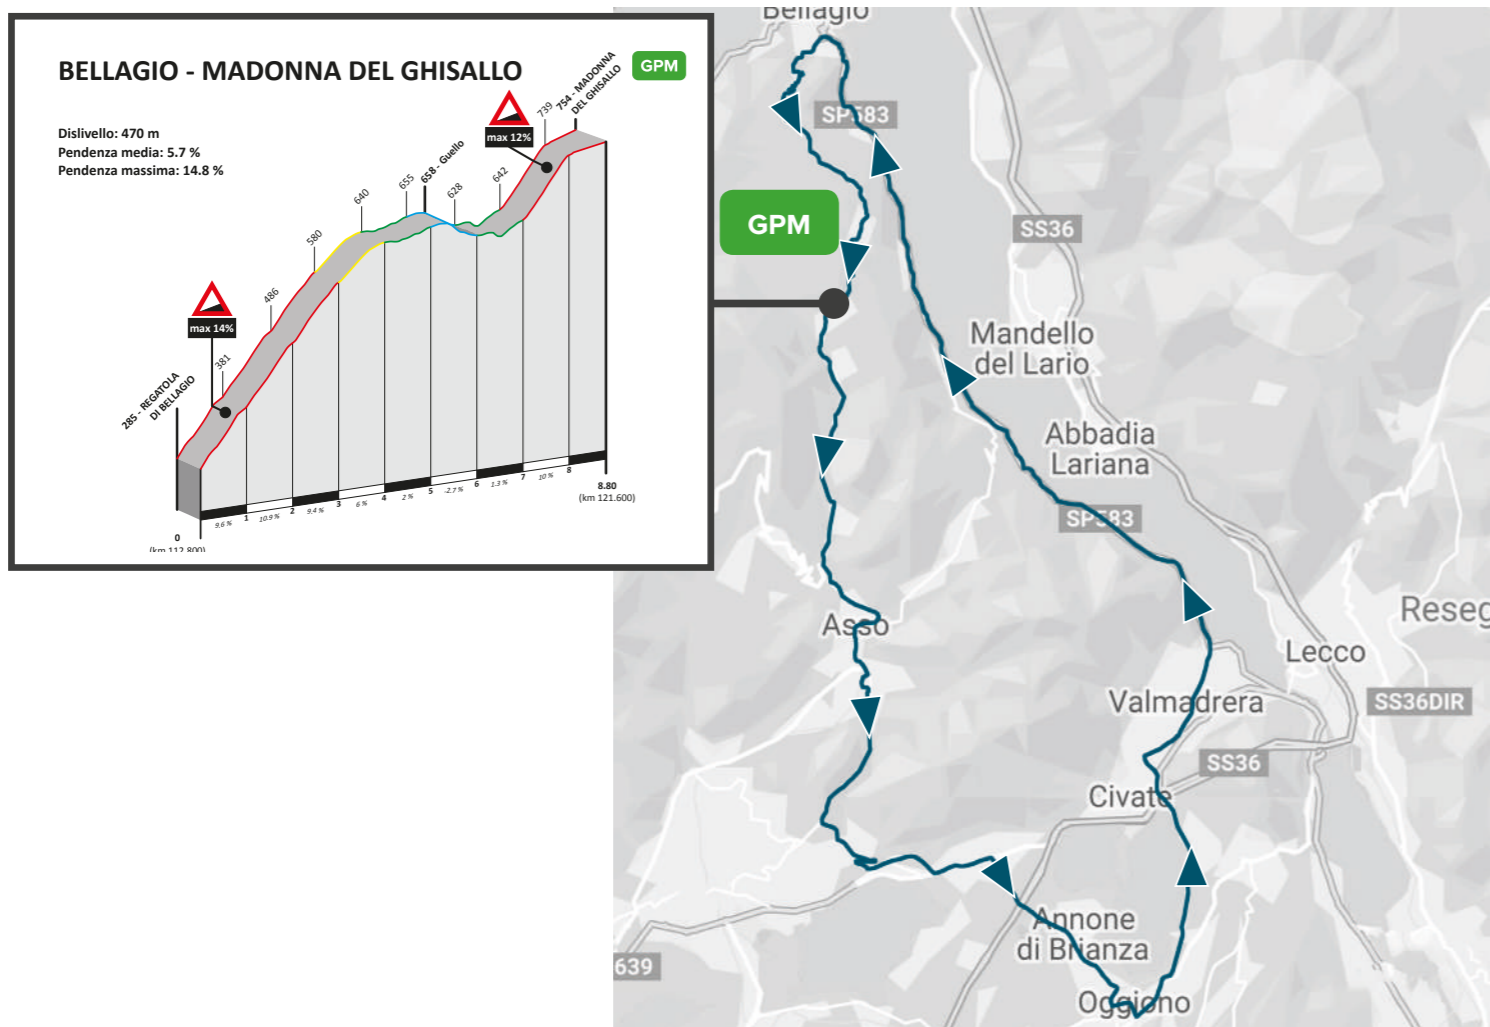 BELLAGIO - MADONNA DEL GHISALLO
GPM
Dislivello: 470 m
Pendenza media: 5.7 %
Pendenza massima: 14.8 %
285 - REGATOLA
DI BELLAGIO
max 14%
381
486
580
640
655
658 - Guello
628
642
max 12%
739
754 - MADONNA
DEL GHISALLO
9.6 %
1
10.9 %
2
9.4 %
3
6 %
4
2 %
5
-2.7 %
6
1.3 %
7
10 %
8
8.80
(km 121.600)
0
(km 112.800)
Bellagio
SP583
GPM
SS36
Mandello
del Lario
Abbadia
Lariana
SP583
Asso
Reseg
Lecco
Valmadrera
SS36DIR
SS36
Civate
Annone
di Brianza
639
Oggiono